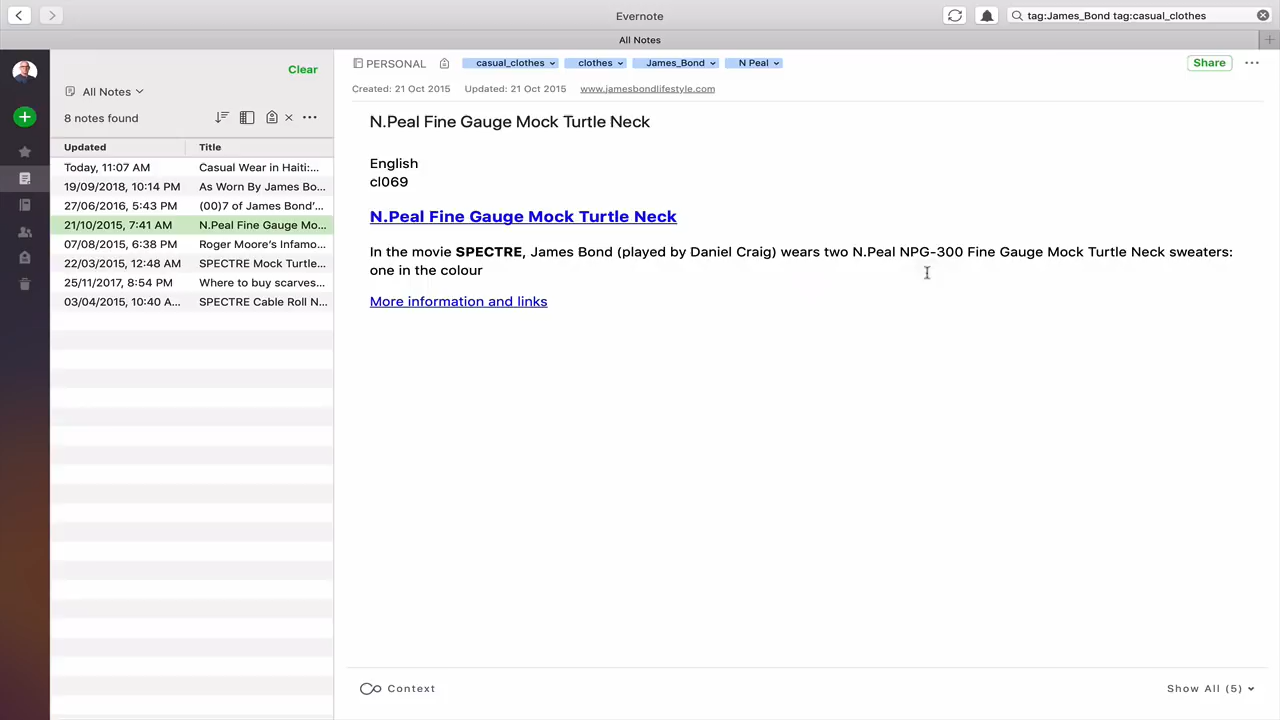 Evernote
tag:James_Bond tag:casual_clothes
All Notes
Clear
All Notes
8 notes found
Updated Title
Today, 11:07 AM Casual Wear in Haiti:...
19/09/2018, 10:14 PM As Worn By James Bo...
27/06/2016, 5:43 PM (00)7 of James Bond'...
21/10/2015, 7:41 AM N.Peal Fine Gauge Mo...
07/08/2015, 6:38 PM Roger Moore's Infamo...
22/03/2015, 12:48 AM SPECTRE Mock Turtle...
25/11/2017, 8:54 PM Where to buy scarves...
03/04/2015, 10:40 A... SPECTRE Cable Roll N...
PERSONAL casual_clothes clothes James_Bond N Peal Share
Created: 21 Oct 2015 Updated: 21 Oct 2015 www.jamesbondlifestyle.com
N.Peal Fine Gauge Mock Turtle Neck
English
cl069
N.Peal Fine Gauge Mock Turtle Neck
In the movie SPECTRE, James Bond (played by Daniel Craig) wears two N.Peal NPG-300 Fine Gauge Mock Turtle Neck sweaters:
one in the colour
More information and links
Context Show All (5)